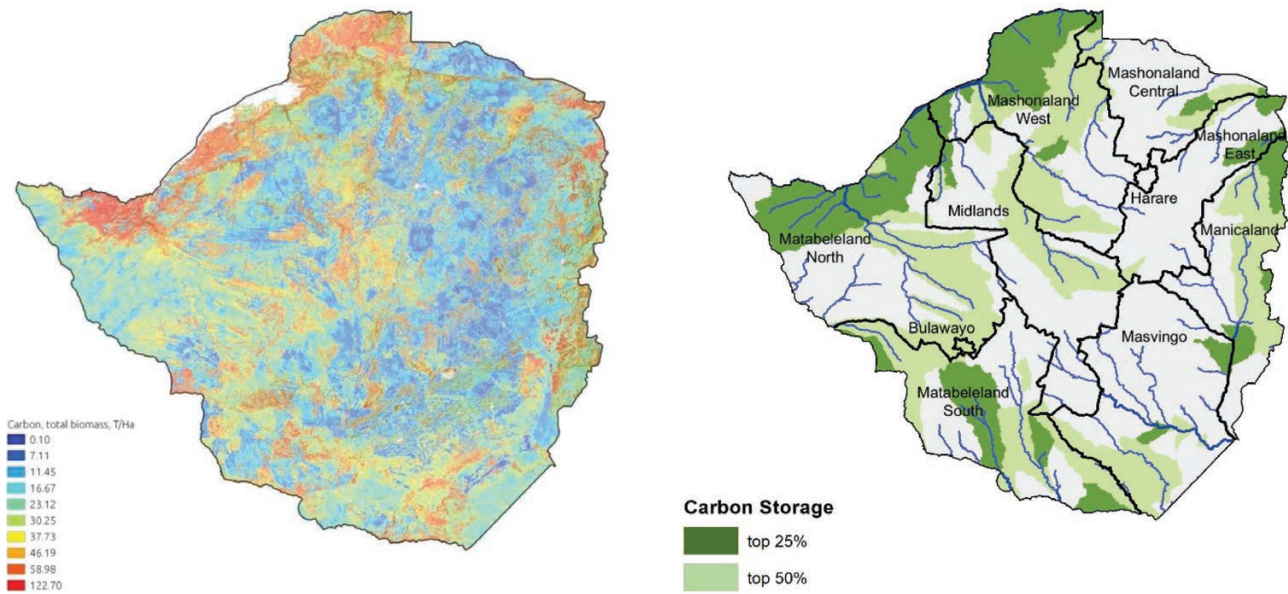 Carbon, total biomass, T/Ha
0.10
7.11
11.45
16.67
23.12
30.25
37.73
46.19
58.98
122.70
Mashonaland
Central
Mashonaland
West
Mashonaland
East
Harare
Midlands
Manicaland
Matabeleland
North
Bulawayo
Masvingo
Matabeleland
South
Carbon Storage
top 25%
top 50%